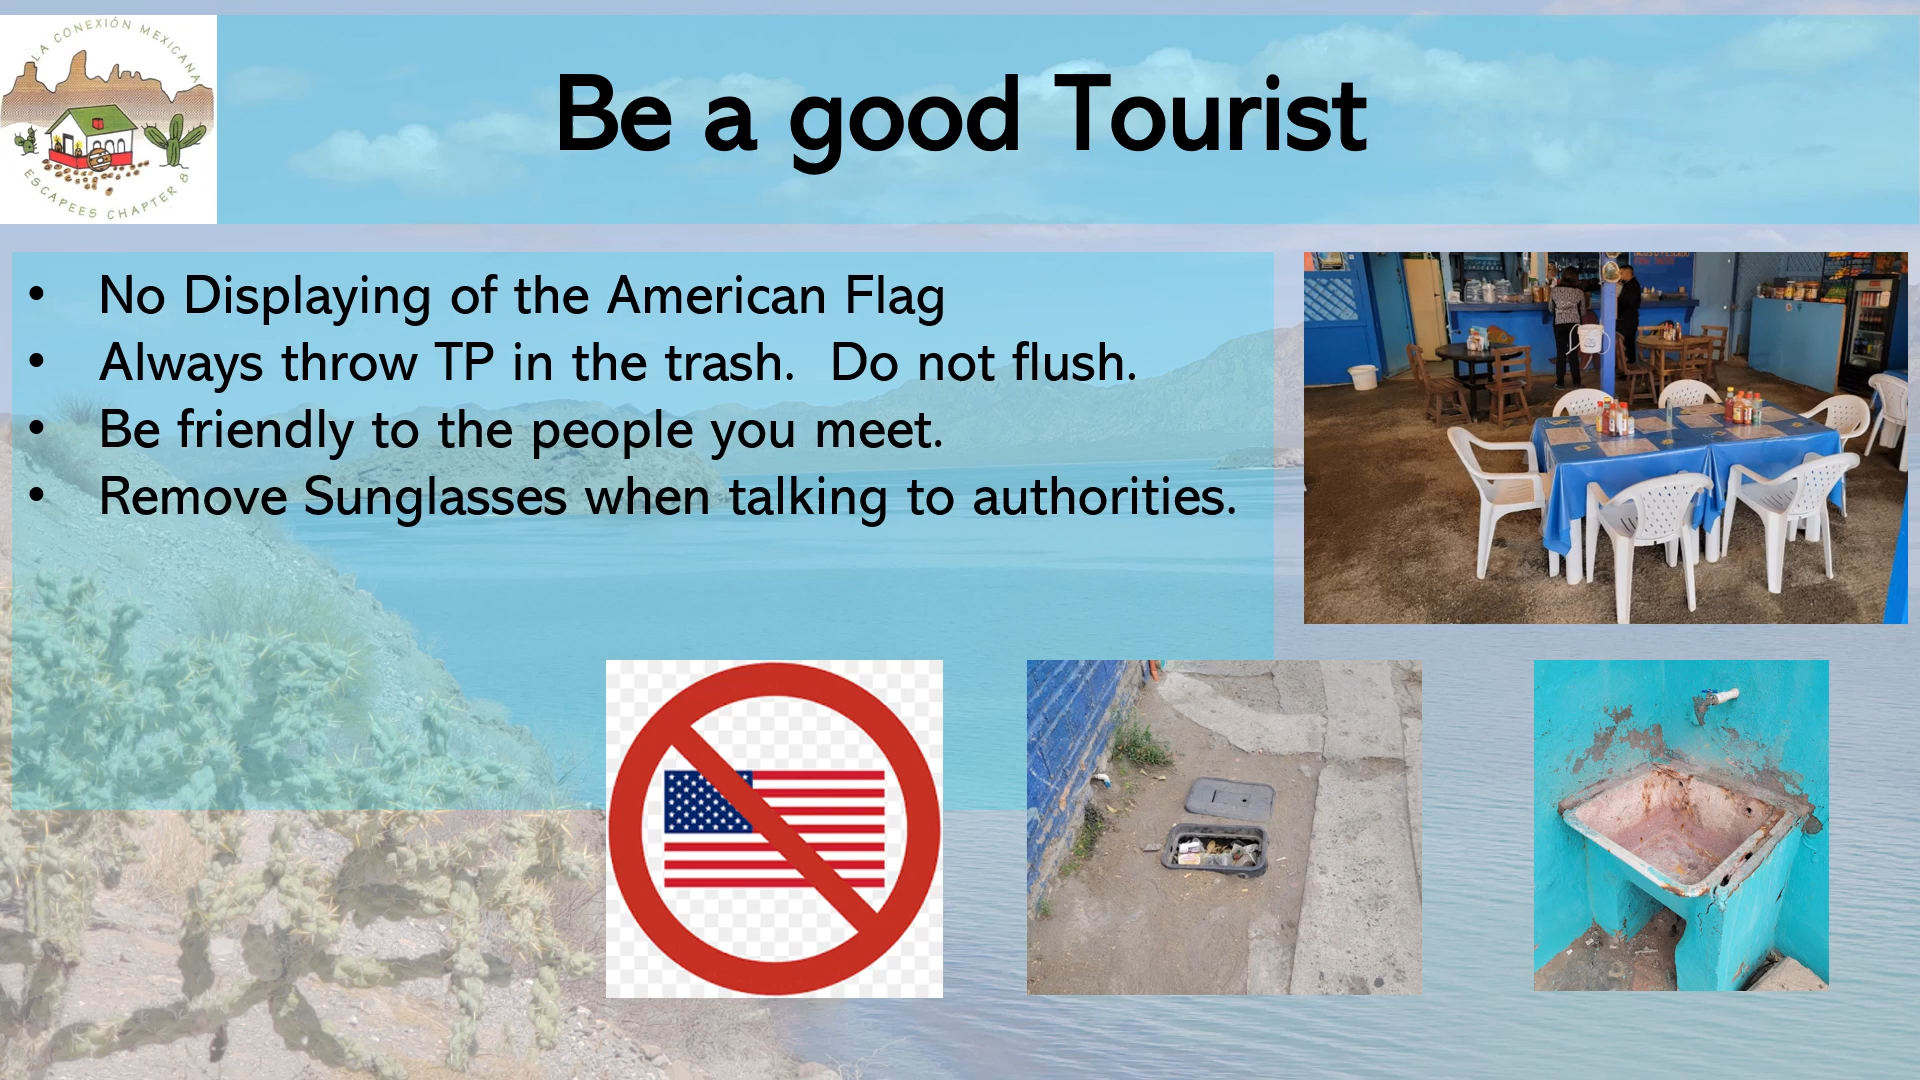 LA CONEXIÓN MEXICANA
ESCAPEES CHAPTER 8
Be a good Tourist
• No Displaying of the American Flag
• Always throw TP in the trash.  Do not flush.
• Be friendly to the people you meet.
• Remove Sunglasses when talking to authorities.